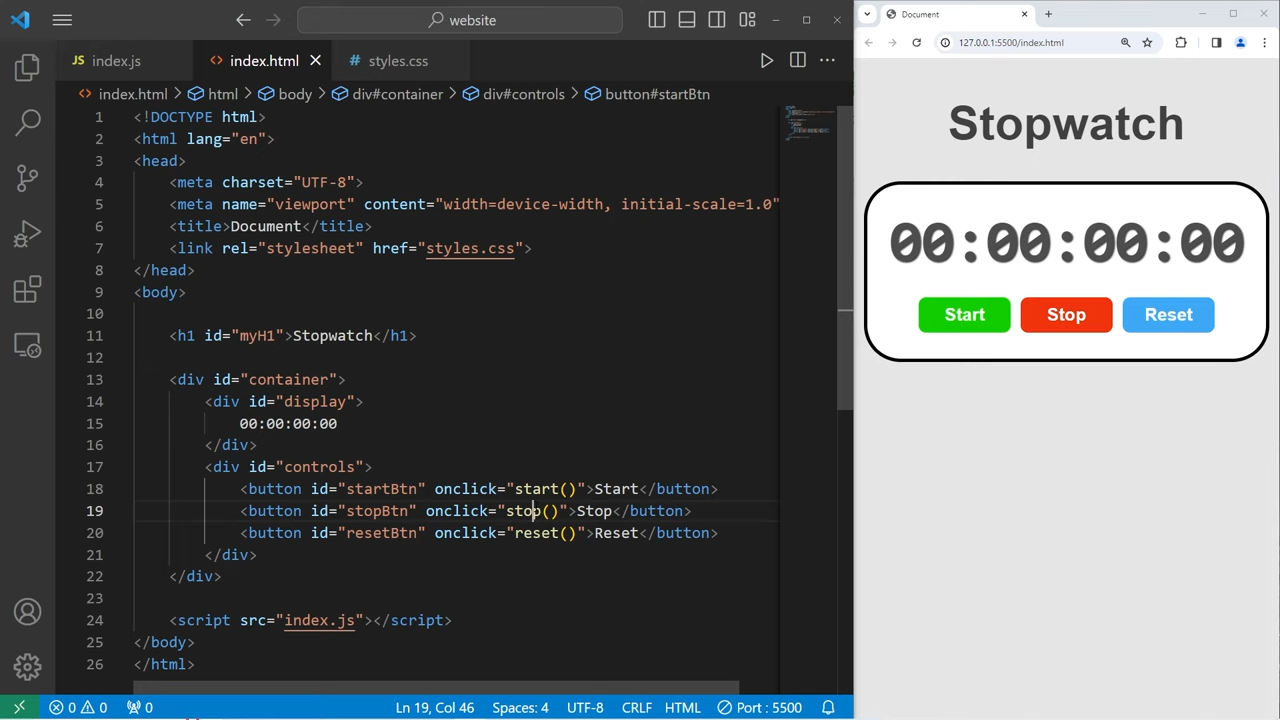 website
index.js
index.html
styles.css
index.html > html > body > div#container > div#controls > button#startBtn
1 <!DOCTYPE html>
2 <html lang="en">
3 <head>
4 <meta charset="UTF-8">
5 <meta name="viewport" content="width=device-width, initial-scale=1.0"
6 <title>Document</title>
7 <link rel="stylesheet" href="styles.css">
8 </head>
9 <body>
10
11 <h1 id="myH1">Stopwatch</h1>
12
13 <div id="container">
14 <div id="display">
15 00:00:00:00
16 </div>
17 <div id="controls">
18 <button id="startBtn" onclick="start()">Start</button>
19 <button id="stopBtn" onclick="stop()">Stop</button>
20 <button id="resetBtn" onclick="reset()">Reset</button>
21 </div>
22 </div>
23
24 <script src="index.js"></script>
25 </body>
26 </html>
0 0 0 Ln 19, Col 46 Spaces: 4 UTF-8 CRLF HTML Port : 5500
Document
127.0.0.1:5500/index.html
Stopwatch
00:00:00:00
Start Stop Reset